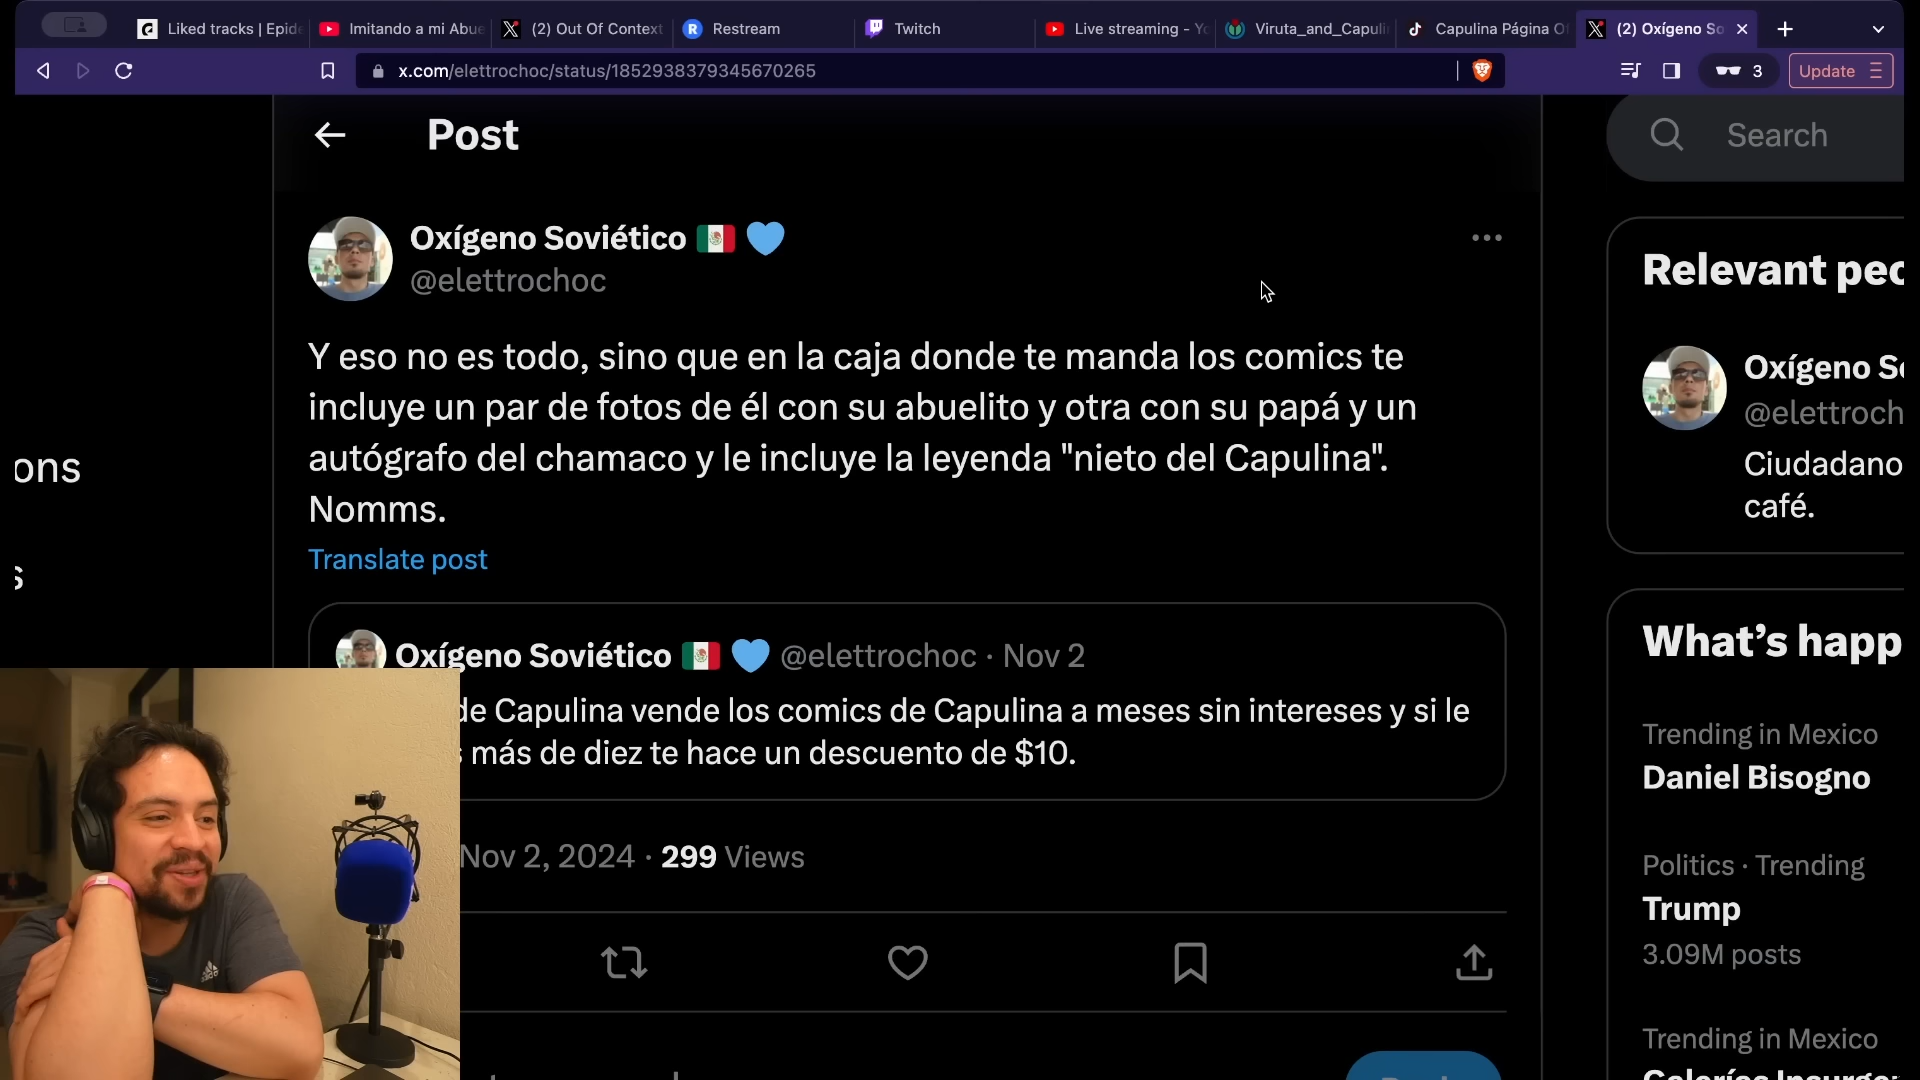 Liked tracks | Epid
Imitando a mi Abue
(2) Out Of Context
Restream
Twitch
Live streaming - Yo
Viruta_and_Capuli
Capulina Página O
(2) Oxígeno So
x.com/elettrochoc/status/1852938379345670265
3
Update
Post
Search
Oxígeno Soviético
@elettrochoc
Y eso no es todo, sino que en la caja donde te manda los comics te
incluye un par de fotos de él con su abuelito y otra con su papá y un
autógrafo del chamaco y le incluye la leyenda "nieto del Capulina".
Nomms.
Translate post
Oxígeno Soviético @elettrochoc · Nov 2
de Capulina vende los comics de Capulina a meses sin intereses y si le
más de diez te hace un descuento de $10.
Nov 2, 2024 · 299 Views
ons
s
Relevant peo
Oxígeno So
@elettroch
Ciudadano
café.
What's happ
Trending in Mexico
Daniel Bisogno
Politics · Trending
Trump
3.09M posts
Trending in Mexico